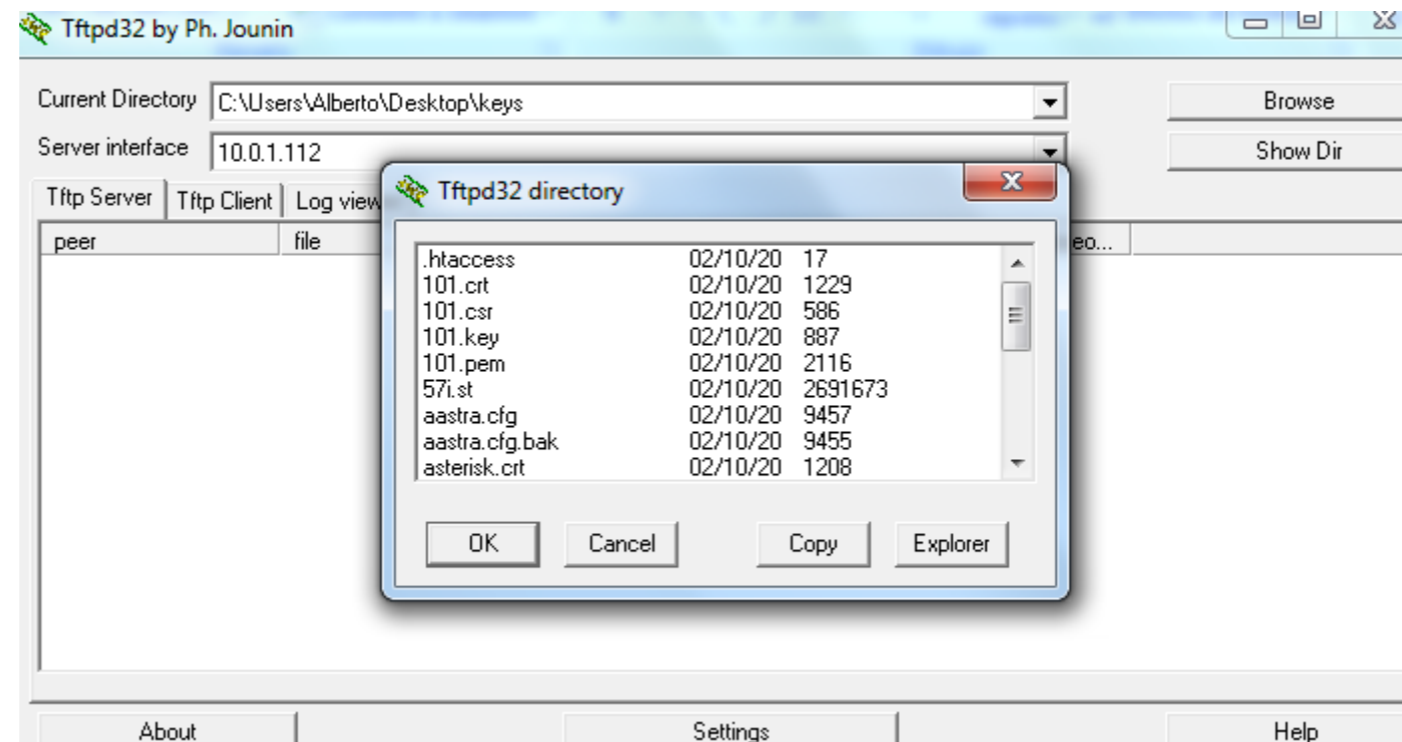 Tftpd32 by Ph. Jounin
Current Directory C:\Users\Alberto\Desktop\keys Browse
Server interface 10.0.1.112 Show Dir
Tftp Server Tftp Client Log view
peer file eo...
Tftpd32 directory
.htaccess 02/10/20 17
101.crt 02/10/20 1229
101.csr 02/10/20 586
101.key 02/10/20 887
101.pem 02/10/20 2116
57i.st 02/10/20 2691673
aastra.cfg 02/10/20 9457
aastra.cfg.bak 02/10/20 9455
asterisk.crt 02/10/20 1208
OK Cancel Copy Explorer
About Settings Help